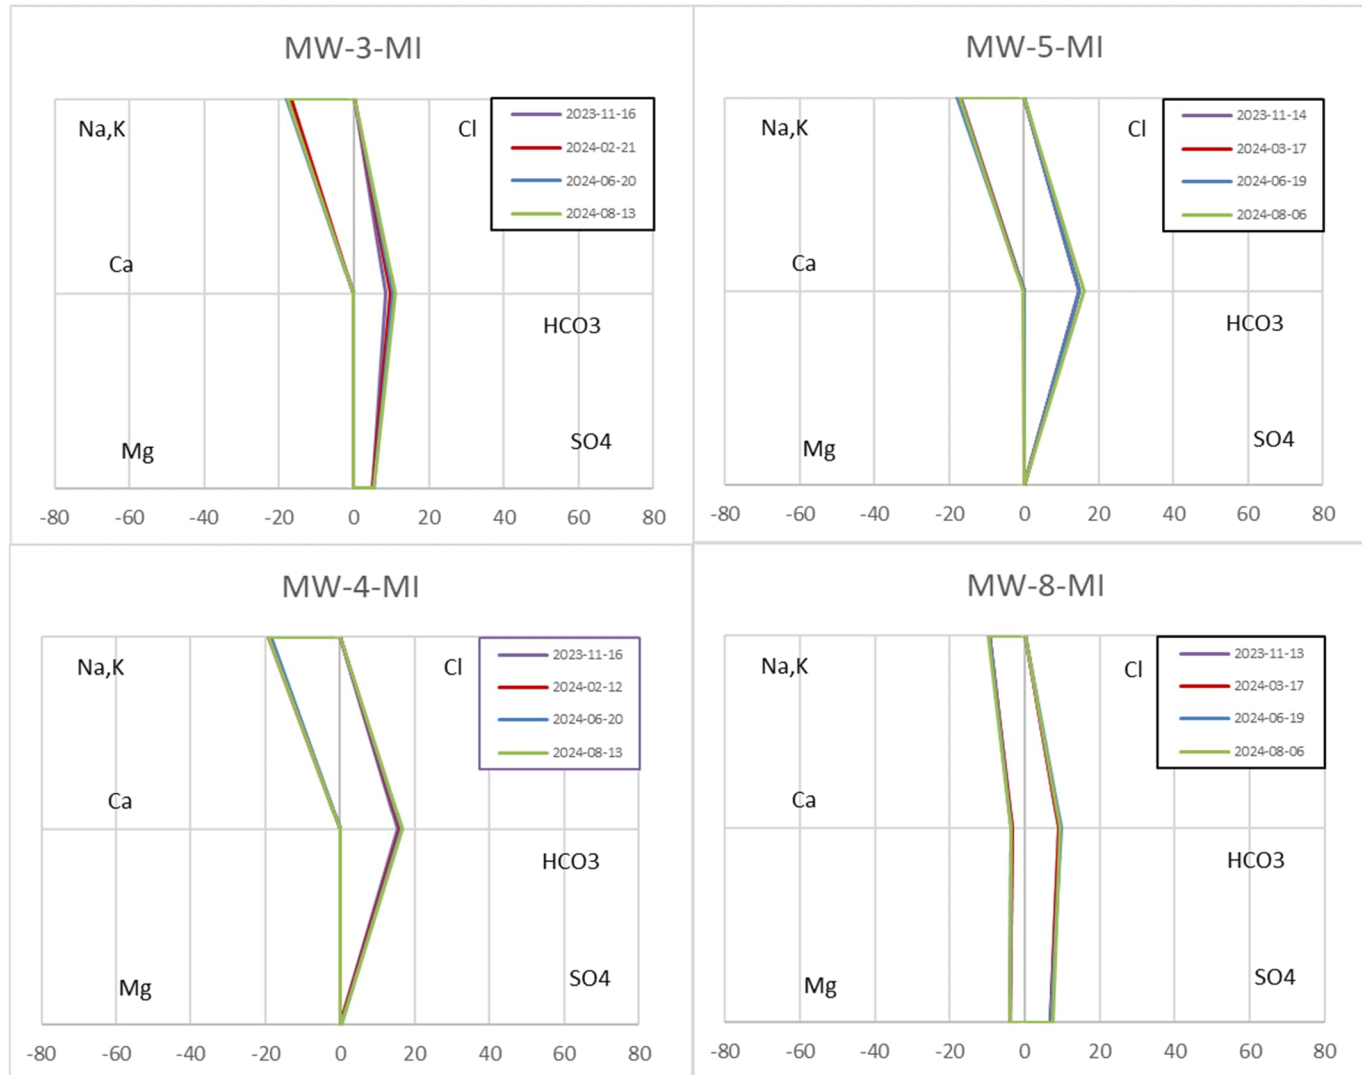 MW-3-MI
Na,K
Cl
2023-11-16
2024-02-21
2024-06-20
2024-08-13
Ca
HCO3
Mg
SO4
-80 -60 -40 -20 0 20 40 60 80
MW-5-MI
Na,K
Cl
2023-11-14
2024-03-17
2024-06-19
2024-08-06
Ca
HCO3
Mg
SO4
-80 -60 -40 -20 0 20 40 60 80
MW-4-MI
Na,K
Cl
2023-11-16
2024-02-12
2024-06-20
2024-08-13
Ca
HCO3
Mg
SO4
-80 -60 -40 -20 0 20 40 60 80
MW-8-MI
Na,K
Cl
2023-11-13
2024-03-17
2024-06-19
2024-08-06
Ca
HCO3
Mg
SO4
-80 -60 -40 -20 0 20 40 60 80